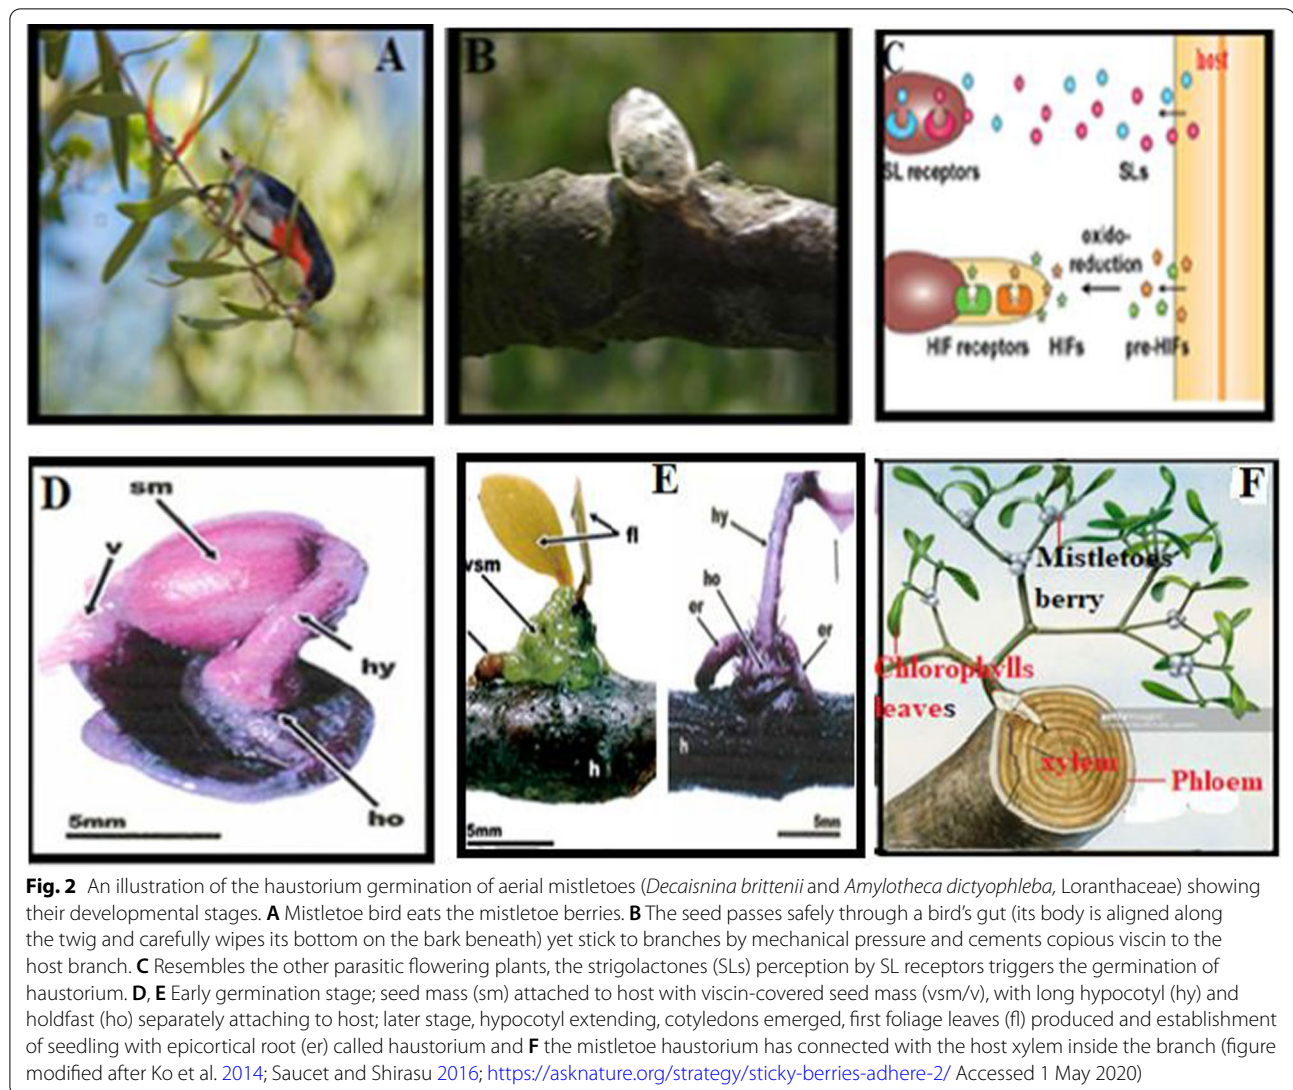 A
B
C
host
SL receptors
SLs
oxido-
reduction
HIF receptors
HIFs
pre-HIFs
D
sm
v
hy
ho
5mm
E
fl
vsm
h
5mm
hy
ho
er
er
h
5mm
F
Mistletoes
berry
Chlorophylls
leaves
xylem
Phloem
Fig. 2 An illustration of the haustorium germination of aerial mistletoes (Decaisnina brittenii and Amylotheca dictyophleba, Loranthaceae) showing
their developmental stages. A Mistletoe bird eats the mistletoe berries. B The seed passes safely through a bird's gut (its body is aligned along
the twig and carefully wipes its bottom on the bark beneath) yet stick to branches by mechanical pressure and cements copious viscin to the
host branch. C Resembles the other parasitic flowering plants, the strigolactones (SLs) perception by SL receptors triggers the germination of
haustorium. D, E Early germination stage; seed mass (sm) attached to host with viscin-covered seed mass (vsm/v), with long hypocotyl (hy) and
holdfast (ho) separately attaching to host; later stage, hypocotyl extending, cotyledons emerged, first foliage leaves (fl) produced and establishment
of seedling with epicortical root (er) called haustorium and F the mistletoe haustorium has connected with the host xylem inside the branch (figure
modified after Ko et al. 2014; Saucet and Shirasu 2016; https://asknature.org/strategy/sticky-berries-adhere-2/ Accessed 1 May 2020)